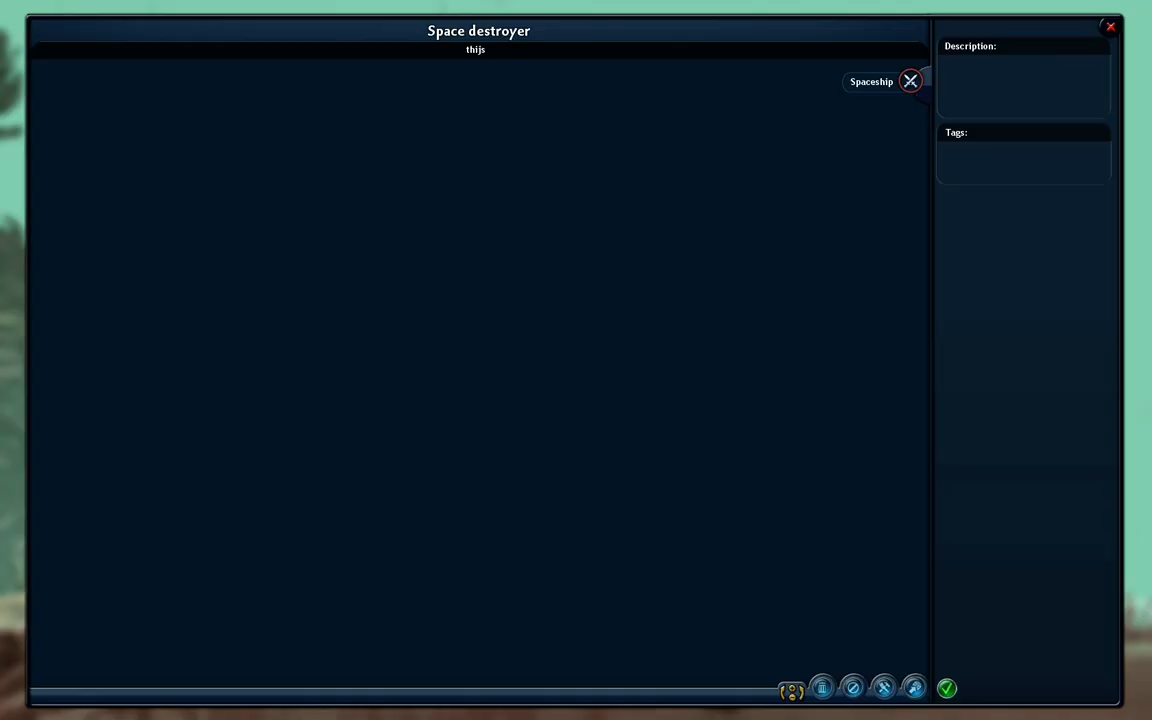 Space destroyer
thijs
Spaceship
Description:
Tags: